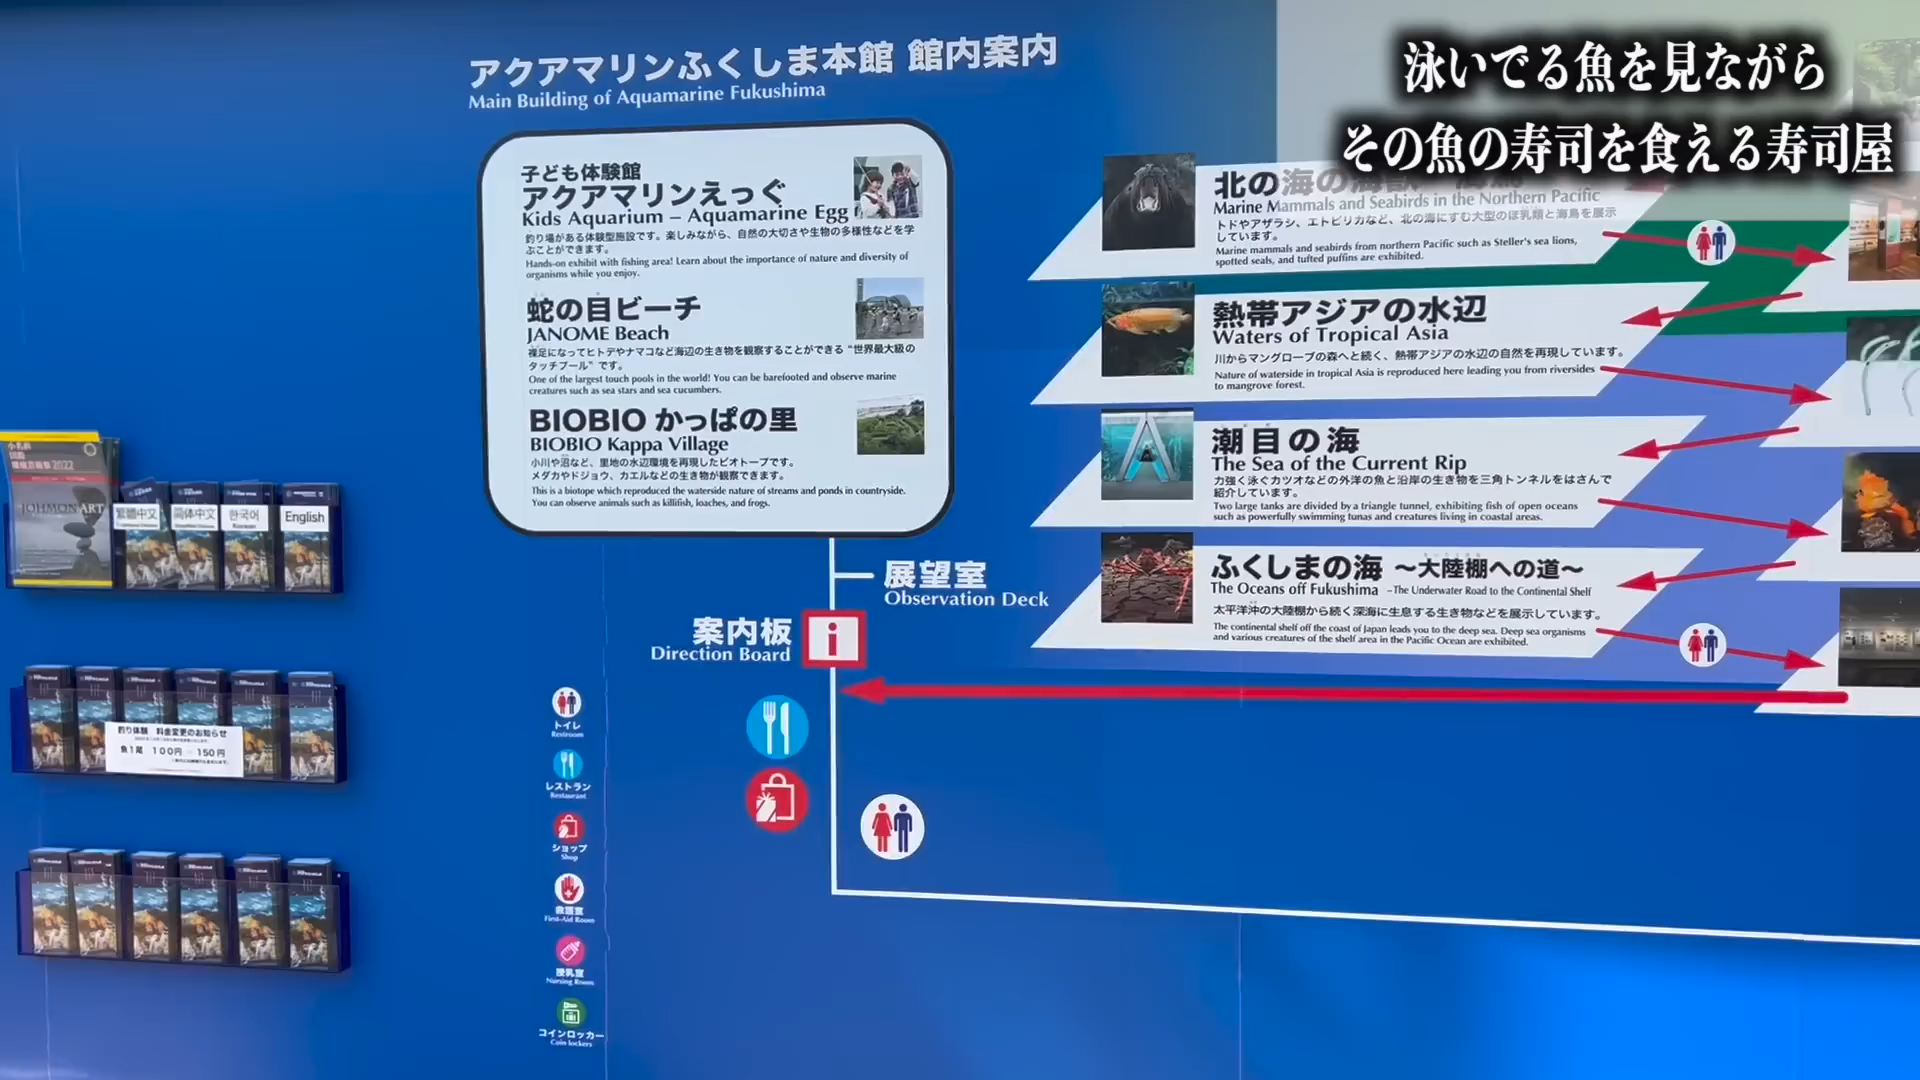 泳いでる魚を見ながら
その魚の寿司を食える寿司屋
アクアマリンふくしま本館 館内案内
Main Building of Aquamarine Fukushima
子ども体験館
アクアマリンえっぐ
Kids Aquarium – Aquamarine Egg
釣り場がある体験型施設です。楽しみながら、自然の大切さや生物の多様性などを学
ぶことができます。
Hands-on exhibit with fishing area! Learn about the importance of nature and diversity of
organisms while you enjoy.
蛇の目ビーチ
JANOME Beach
裸足になってヒトデやナマコなど海辺の生き物を観察することができる“世界最大級の
タッチプール”です。
One of the largest touch pools in the world! You can be barefooted and observe marine
creatures such as sea stars and sea cucumbers.
BIOBIO かっぱの里
BIOBIO Kappa Village
小川や沼など、里地の水辺環境を再現したビオトープです。
メダカやドジョウ、カエルなどの生き物が観察できます。
This is a biotope which reproduced the waterside nature of streams and ponds in countryside.
You can observe animals such as killifish, loaches, and frogs.
北の海の
Marine Mammals and Seabirds in the Northern Pacific
トドやアザラシ、エトピリカなど、北の海にすむ大型のほ乳類と海鳥を展示
しています。
Marine mammals and seabirds from northern Pacific such as Steller's sea lions,
spotted seals, and tufted puffins are exhibited.
熱帯アジアの水辺
Waters of Tropical Asia
川からマングローブの森へと続く、熱帯アジアの水辺の自然を再現しています。
Nature of waterside in tropical Asia is reproduced here leading you from riversides
to mangrove forest.
潮目の海
The Sea of the Current Rip
力強く泳ぐカツオなどの外洋の魚と沿岸の生き物を三角トンネルをはさんで
紹介しています。
Two large tanks are divided by a triangle tunnel, exhibiting fish of open oceans
such as powerfully swimming tunas and creatures living in coastal areas.
ふくしまの海 〜大陸棚への道〜
The Oceans off Fukushima –The Underwater Road to the Continental Shelf
太平洋沖の大陸棚から続く深海に生息する生き物などを展示しています。
The continental shelf off the coast of Japan leads you to the deep sea. Deep sea organisms
and various creatures of the shelf area in the Pacific Ocean are exhibited.
展望室
Observation Deck
案内板
Direction Board
i
トイレ
Restroom
レストラン
Restaurant
ショップ
Shop
救護室
First-Aid Room
授乳室
Nursing Room
コインロッカー
Coin lockers
2022
JOHMON ART
繁體中文
简体中文
한국어
Korean
English
釣り体験 料金変更のお知らせ
魚1尾 100円 150円